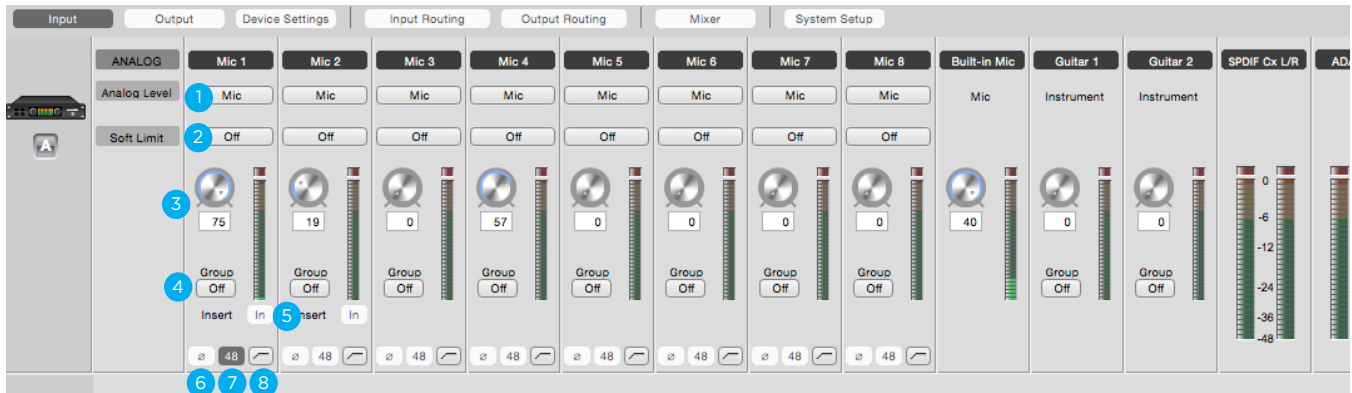 Input Output Device Settings Input Routing Output Routing Mixer System Setup
ANALOG Mic 1 Mic 2 Mic 3 Mic 4 Mic 5 Mic 6 Mic 7 Mic 8 Built-in Mic Guitar 1 Guitar 2 SPDIF Cx L/R
Analog Level 1 Mic Mic Mic Mic Mic Mic Mic Mic Mic Instrument Instrument
A Soft Limit 2 Off Off Off Off Off Off Off Off
0
3 75 19 0 57 0 0 0 0 40 0 0 -6
-12
Group Group Group Group Group Group Group Group Group Group
4 Off Off Off Off Off Off Off Off Off Off -24
Insert In 5 In -36
-48
ø 48 ø 48 ø 48 ø 48 ø 48 ø 48 ø 48 ø 48
6 7 8